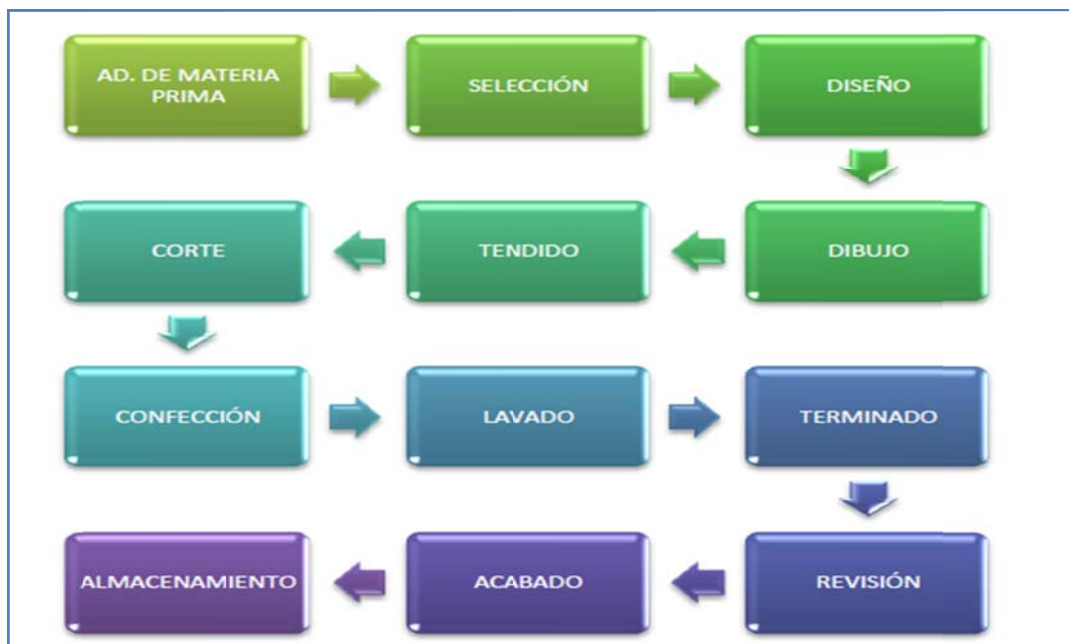 AD. DE MATERIA
PRIMA
SELECCIÓN
DISEÑO
DIBUJO
TENDIDO
CORTE
CONFECCIÓN
LAVADO
TERMINADO
REVISIÓN
ACABADO
ALMACENAMIENTO